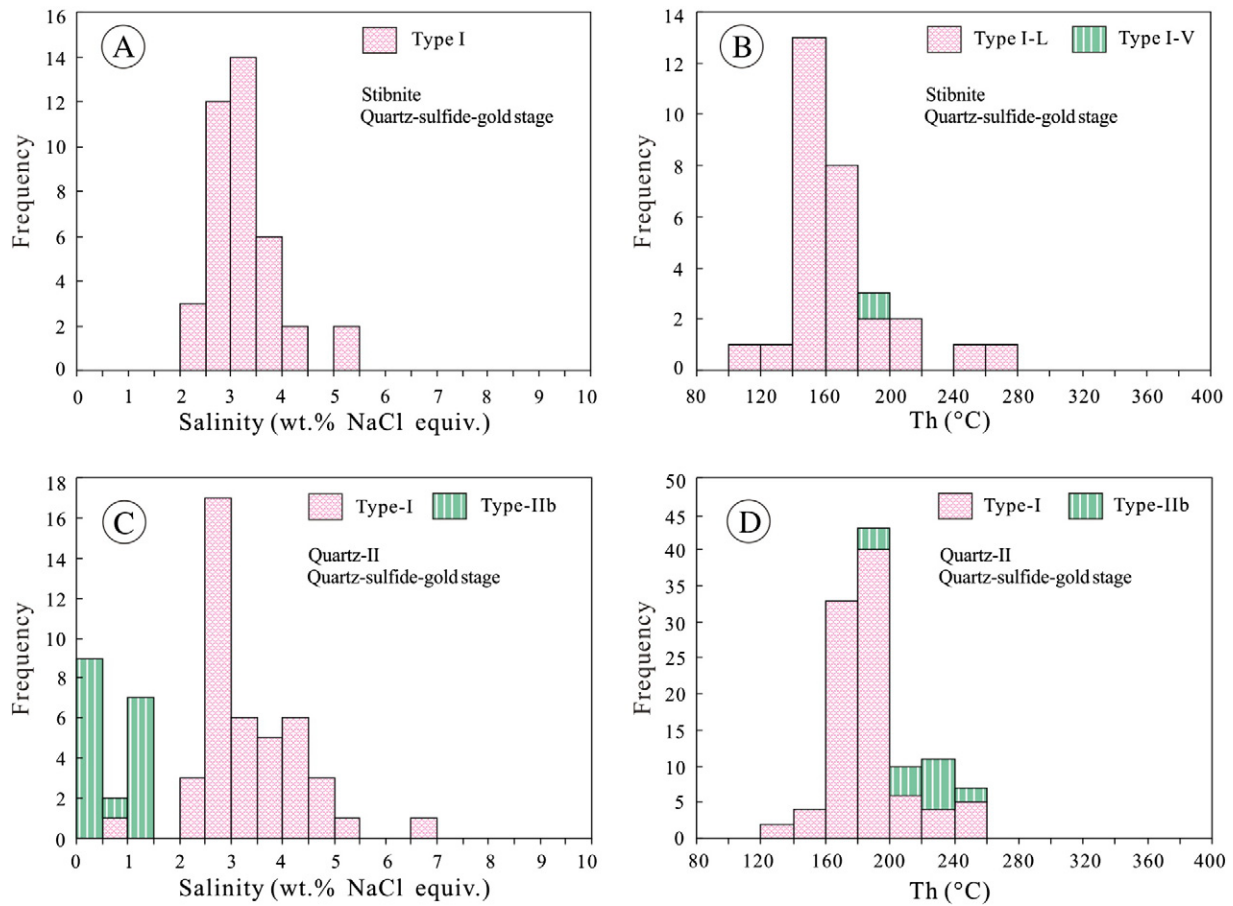 A
Type I
Stibnite
Quartz-sulfide-gold stage
Frequency
16
14
12
10
8
6
4
2
0
0 1 2 3 4 5 6 7 8 9 10
Salinity (wt.% NaCl equiv.)
B
Type I-L Type I-V
Stibnite
Quartz-sulfide-gold stage
Frequency
14
12
10
8
6
4
2
0
80 120 160 200 240 280 320 360 400
Th (°C)
C
Type-I Type-IIb
Quartz-II
Quartz-sulfide-gold stage
Frequency
18
16
14
12
10
8
6
4
2
0
0 1 2 3 4 5 6 7 8 9 10
Salinity (wt.% NaCl equiv.)
D
Type-I Type-IIb
Quartz-II
Quartz-sulfide-gold stage
Frequency
50
45
40
35
30
25
20
15
10
5
0
80 120 160 200 240 280 320 360 400
Th (°C)